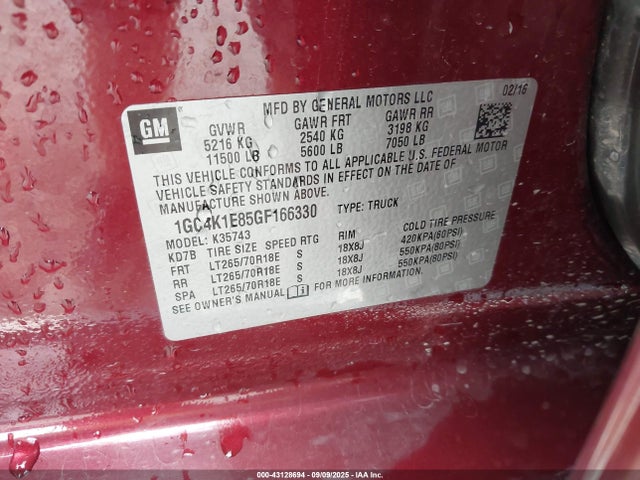 GM
MFD BY GENERAL MOTORS LLC 02/16
GVWR GAWR FRT GAWR RR
5216 KG 2540 KG 3198 KG
11500 LB 5600 LB 7050 LB
THIS VEHICLE CONFORMS TO ALL APPLICABLE U.S. FEDERAL MOTOR
VEHICLE SAFETY STANDARDS IN EFFECT ON THE DATE OF
MANUFACTURE SHOWN ABOVE.
1GC4K1E85GF166330 TYPE: TRUCK
MODEL: K35743
KD7B TIRE SIZE SPEED RTG RIM COLD TIRE PRESSURE
FRT LT265/70R18E S 18X8J 420KPA(60PSI)
RR LT265/70R18E S 18X8J 550KPA(80PSI)
SPA LT265/70R18E S 18X8J 550KPA(80PSI)
SEE OWNER'S MANUAL FOR MORE INFORMATION.
000-43128694 - 09/09/2025 - IAA Inc.